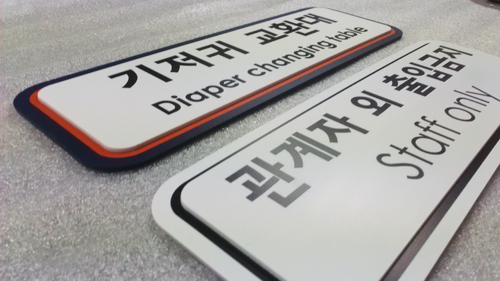 기저귀 교환대
Diaper changing table
관계자 외 출입금지
Staff only